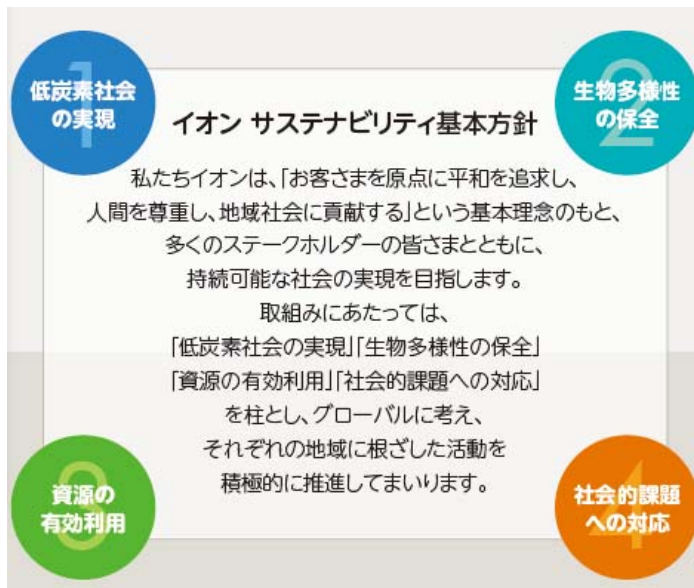 1
低炭素社会
の実現
2
生物多様性
の保全
イオン サステナビリティ基本方針
私たちイオンは、「お客さまを原点に平和を追求し、
人間を尊重し、地域社会に貢献する」という基本理念のもと、
多くのステークホルダーの皆さまとともに、
持続可能な社会の実現を目指します。
取組みにあたっては、
「低炭素社会の実現」「生物多様性の保全」
「資源の有効利用」「社会的課題への対応」
を柱とし、グローバルに考え、
それぞれの地域に根ざした活動を
積極的に推進してまいります。
3
資源の
有効利用
4
社会的課題
への対応